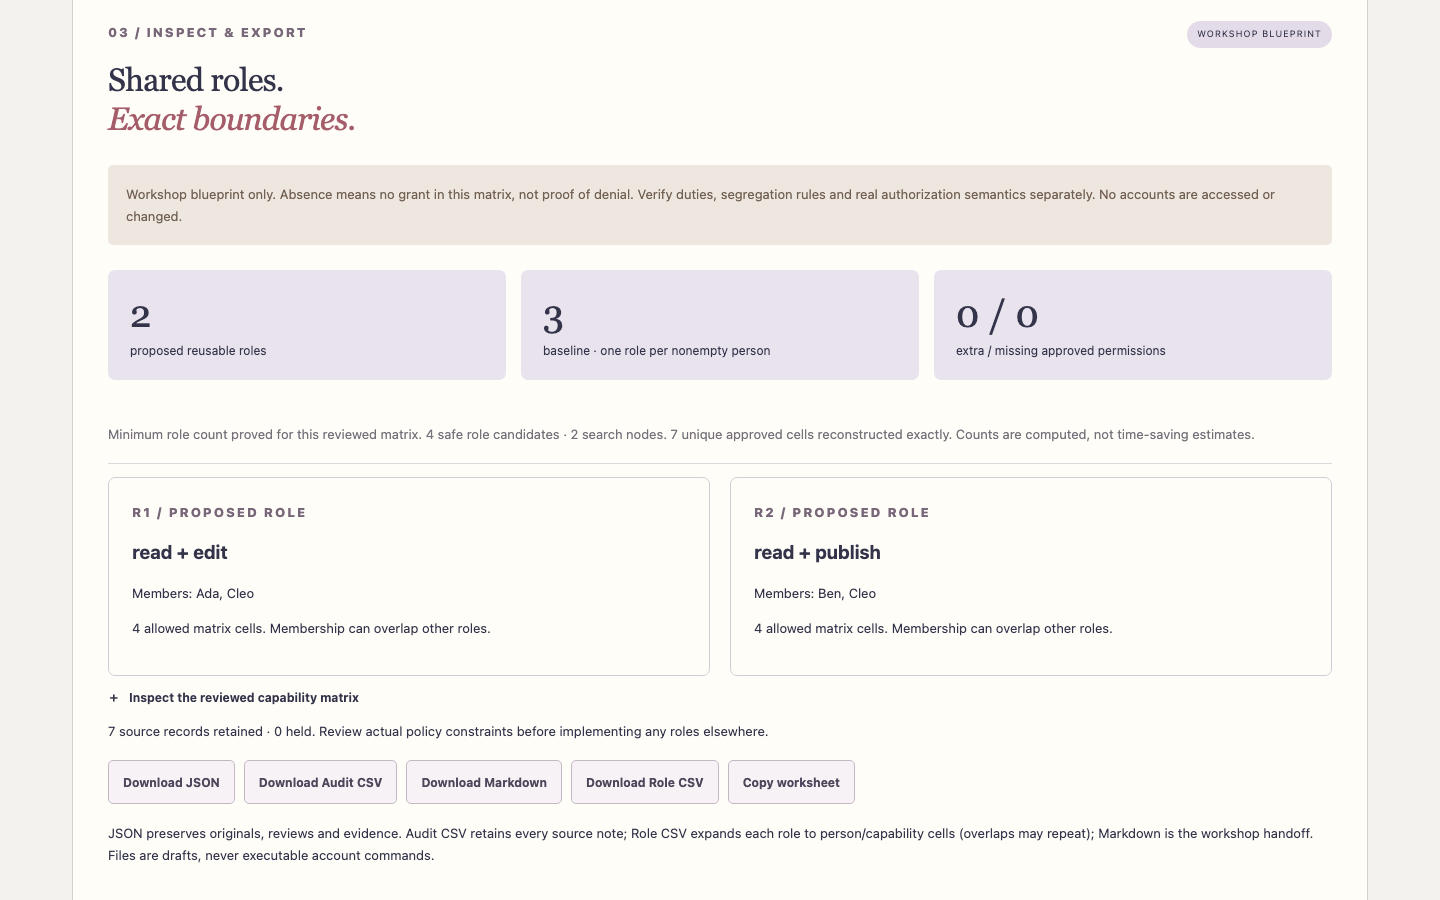 03 / INSPECT & EXPORT
WORKSHOP BLUEPRINT
Shared roles.
Exact boundaries.
Workshop blueprint only. Absence means no grant in this matrix, not proof of denial. Verify duties, segregation rules and real authorization semantics separately. No accounts are accessed or
changed.
2
proposed reusable roles
3
baseline · one role per nonempty person
0 / 0
extra / missing approved permissions
Minimum role count proved for this reviewed matrix. 4 safe role candidates · 2 search nodes. 7 unique approved cells reconstructed exactly. Counts are computed, not time-saving estimates.
R1 / PROPOSED ROLE
read + edit
Members: Ada, Cleo
4 allowed matrix cells. Membership can overlap other roles.
R2 / PROPOSED ROLE
read + publish
Members: Ben, Cleo
4 allowed matrix cells. Membership can overlap other roles.
+ Inspect the reviewed capability matrix
7 source records retained · 0 held. Review actual policy constraints before implementing any roles elsewhere.
Download JSON
Download Audit CSV
Download Markdown
Download Role CSV
Copy worksheet
JSON preserves originals, reviews and evidence. Audit CSV retains every source note; Role CSV expands each role to person/capability cells (overlaps may repeat); Markdown is the workshop handoff.
Files are drafts, never executable account commands.